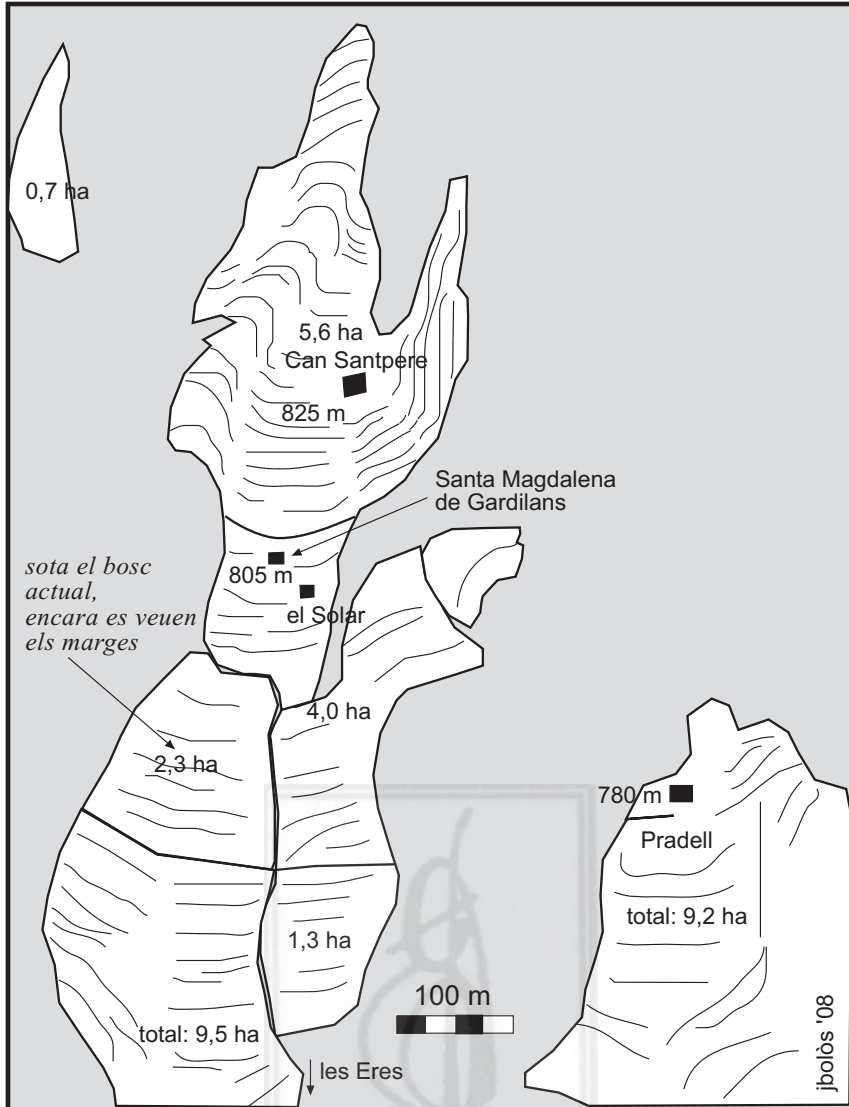 0,7 ha
5,6 ha
Can Santpere
825 m
Santa Magdalena
de Gardilans
sota el bosc
actual,
encara es veuen
els marges
805 m
el Solar
4,0 ha
2,3 ha
780 m
Pradell
total: 9,2 ha
1,3 ha
100 m
total: 9,5 ha
les Eres
jbolòs '08